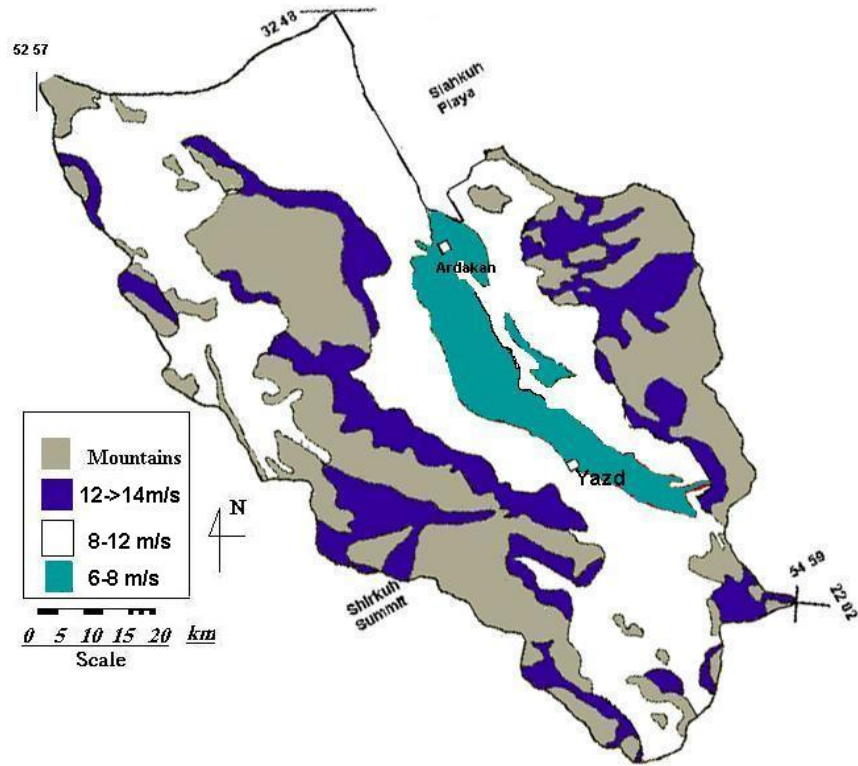 32 48
52 57
Siahkuh
Playa
Ardakan
Mountains
12->14m/s
8-12 m/s
6-8 m/s
N
Yazd
Shirkuh
Summit
54 59
22 02
0 5 10 15 20 km
Scale